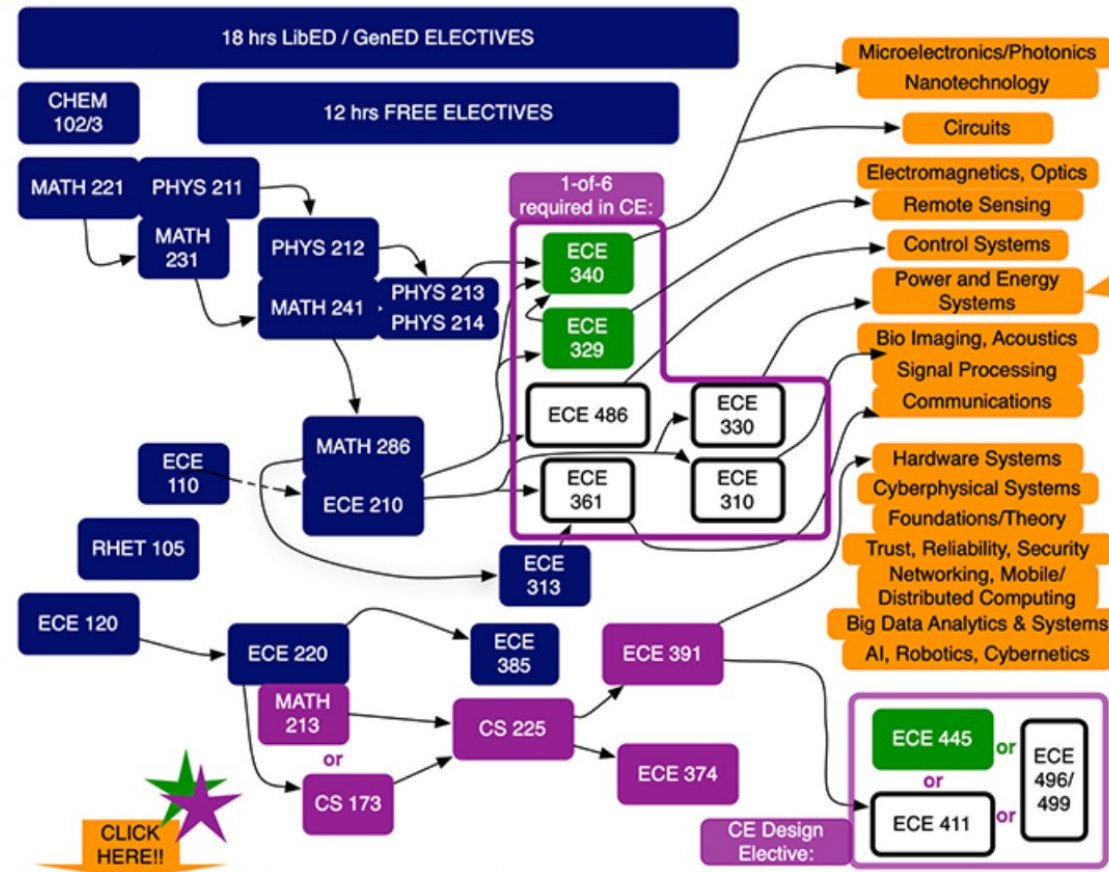 18 hrs LibED / GenED ELECTIVES
CHEM
102/3
12 hrs FREE ELECTIVES
MATH 221
PHYS 211
MATH
231
PHYS 212
MATH 241
PHYS 213
PHYS 214
1-of-6
required in CE:
ECE
340
ECE
329
ECE 486
ECE
330
ECE
361
ECE
310
MATH 286
ECE
110
ECE 210
RHET 105
ECE
313
ECE 120
ECE 220
ECE
385
MATH
213
or
CS 173
CS 225
ECE 391
ECE 374
CLICK
HERE!!
Microelectronics/Photonics
Nanotechnology
Circuits
Electromagnetics, Optics
Remote Sensing
Control Systems
Power and Energy
Systems
Bio Imaging, Acoustics
Signal Processing
Communications
Hardware Systems
Cyberphysical Systems
Foundations/Theory
Trust, Reliability, Security
Networking, Mobile/
Distributed Computing
Big Data Analytics & Systems
AI, Robotics, Cybernetics
CE Design
Elective:
ECE 445
or
or
ECE 411
or
ECE
496/
499